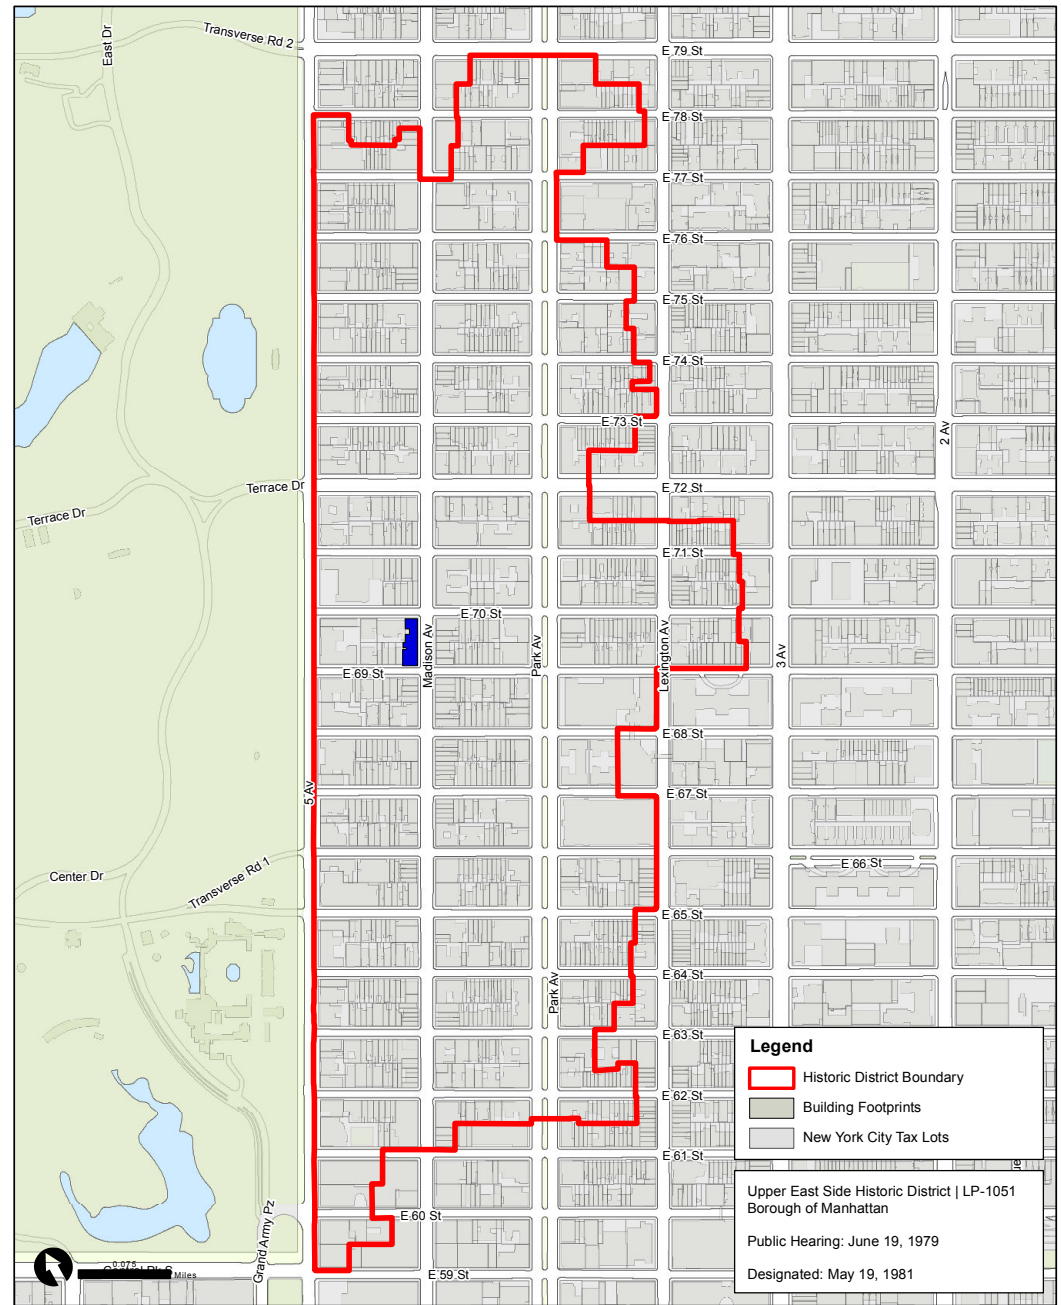 East Dr
Transverse Rd 2
E 79 St
E 78 St
E 77 St
E 76 St
E 75 St
E 74 St
E 73 St
2 Av
Terrace Dr
E 72 St
Terrace Dr
E 71 St
E 70 St
Madison Av
Park Av
Lexington Av
3 Av
E 69 St
E 68 St
5 Av
E 67 St
E 66 St
Center Dr
Transverse Rd 1
E 65 St
E 64 St
Park Av
E 63 St
E 62 St
E 61 St
E 60 St
Grand Army Pz
E 59 St
0.075
Miles
Legend
Historic District Boundary
Building Footprints
New York City Tax Lots
Upper East Side Historic District | LP-1051
Borough of Manhattan
Public Hearing: June 19, 1979
Designated: May 19, 1981